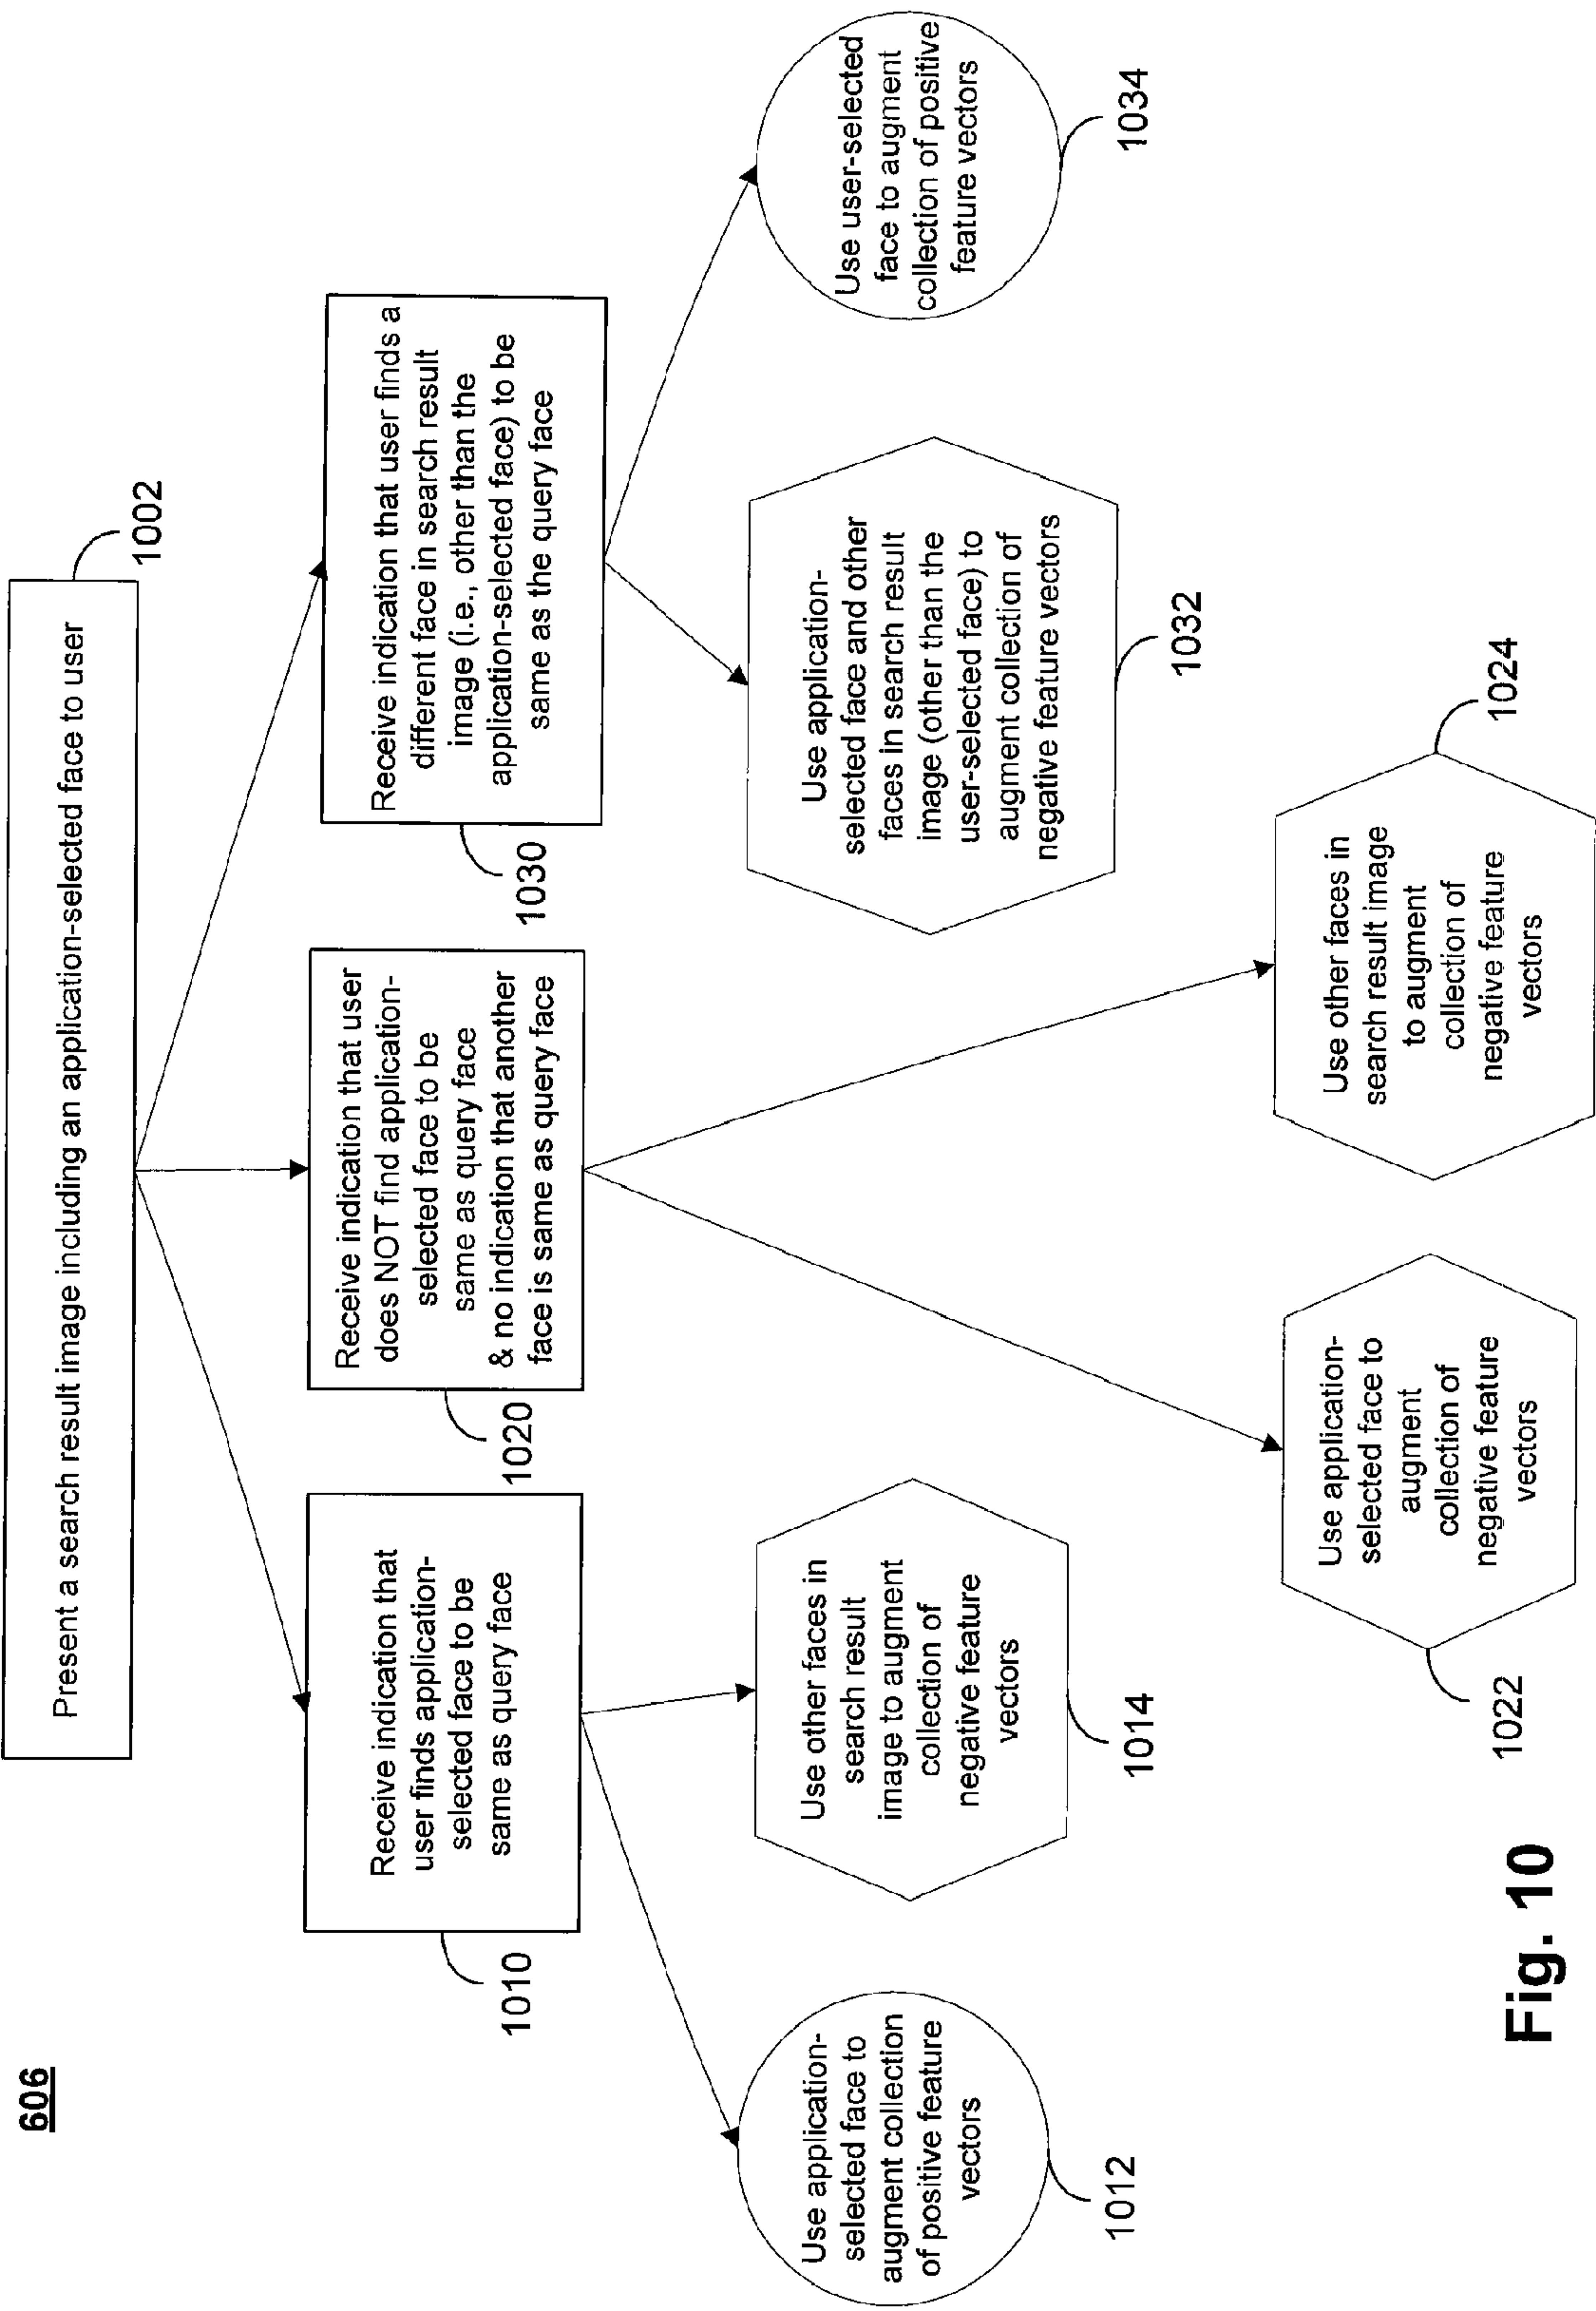 606
Present a search result image including an application-selected face to user
1002
Receive indication that
user finds application-
selected face to be
same as query face
1010
Receive indication that user
does NOT find application-
selected face to be
same as query face
& no indication that another
face is same as query face
1020
Receive indication that user finds a
different face in search result
image (i.e., other than the
application-selected face) to be
same as the query face
1030
Use application-
selected face to
augment collection
of positive feature
vectors
1012
Use other faces in
search result
image to augment
collection of
negative feature
vectors
1014
Use application-
selected face and other
faces in search result
image (other than the
user-selected face) to
augment collection of
negative feature vectors
1032
Use user-selected
face to augment
collection of positive
feature vectors
1034
Use application-
selected face to
augment
collection of
negative feature
vectors
1022
Use other faces in
search result image
to augment
collection of
negative feature
vectors
1024
Fig. 10